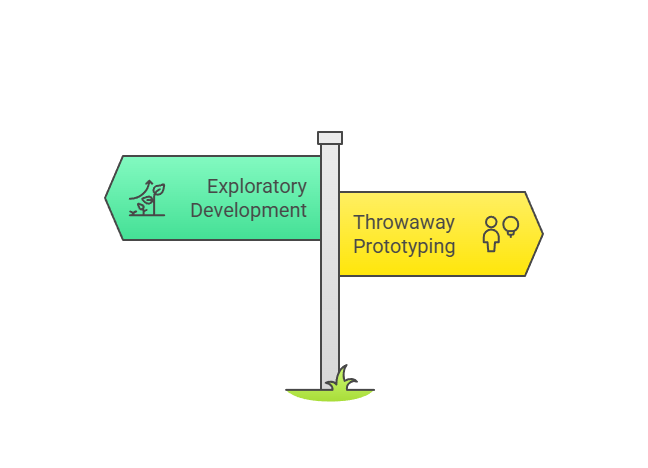 Exploratory
Development
Throwaway
Prototyping